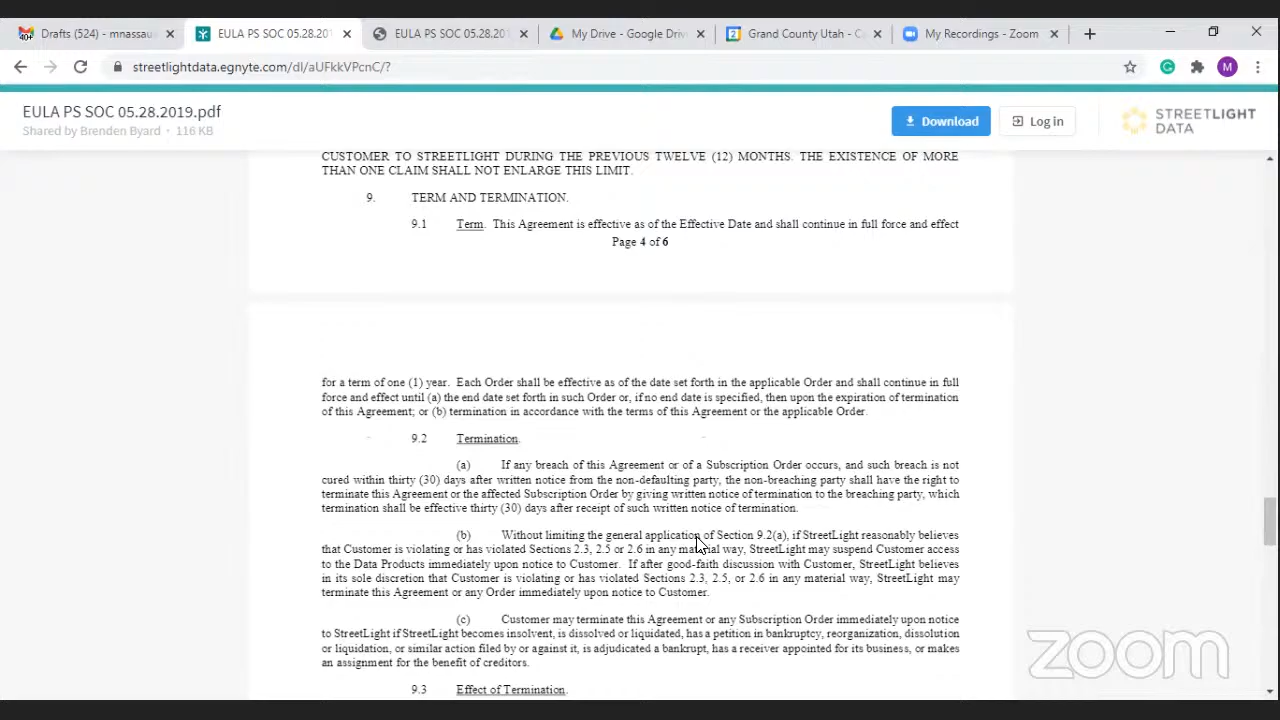 Drafts (524) - mnassau
EULA PS SOC 05.28.201
EULA PS SOC 05.28.201
My Drive - Google Driv
Grand County Utah - C
My Recordings - Zoom
streetlightdata.egnyte.com/dl/aUFkkVPcnC/?
M
EULA PS SOC 05.28.2019.pdf
Shared by Brenden Byard · 116 KB
Download
Log in
STREETLIGHT
DATA
CUSTOMER TO STREETLIGHT DURING THE PREVIOUS TWELVE (12) MONTHS. THE EXISTENCE OF MORE
THAN ONE CLAIM SHALL NOT ENLARGE THIS LIMIT.
9. TERM AND TERMINATION.
9.1 Term. This Agreement is effective as of the Effective Date and shall continue in full force and effect
Page 4 of 6
for a term of one (1) year. Each Order shall be effective as of the date set forth in the applicable Order and shall continue in full
force and effect until (a) the end date set forth in such Order or, if no end date is specified, then upon the expiration of termination
of this Agreement; or (b) termination in accordance with the terms of this Agreement or the applicable Order.
9.2 Termination.
(a) If any breach of this Agreement or of a Subscription Order occurs, and such breach is not
cured within thirty (30) days after written notice from the non-defaulting party, the non-breaching party shall have the right to
terminate this Agreement or the affected Subscription Order by giving written notice of termination to the breaching party, which
termination shall be effective thirty (30) days after receipt of such written notice of termination.
(b) Without limiting the general application of Section 9.2(a), if StreetLight reasonably believes
that Customer is violating or has violated Sections 2.3, 2.5 or 2.6 in any material way, StreetLight may suspend Customer access
to the Data Products immediately upon notice to Customer. If after good-faith discussion with Customer, StreetLight believes
in its sole discretion that Customer is violating or has violated Sections 2.3, 2.5, or 2.6 in any material way, StreetLight may
terminate this Agreement or any Order immediately upon notice to Customer.
(c) Customer may terminate this Agreement or any Subscription Order immediately upon notice
to StreetLight if StreetLight becomes insolvent, is dissolved or liquidated, has a petition in bankruptcy, reorganization, dissolution
or liquidation, or similar action filed by or against it, is adjudicated a bankrupt, has a receiver appointed for its business, or makes
an assignment for the benefit of creditors.
9.3 Effect of Termination.
zoom